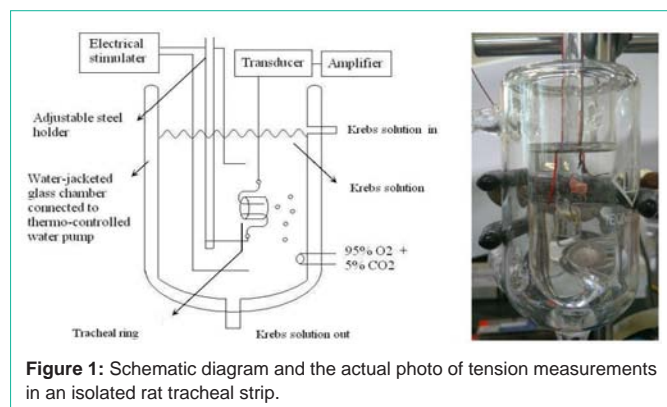 Electrical
stimulater
Transducer
Amplifier
Adjustable steel
holder
Krebs solution in
Water-jacketed
glass chamber
connected to
thermo-controlled
water pump
Krebs solution
95% O2 +
5% CO2
Tracheal ring
Krebs solution out
Figure 1: Schematic diagram and the actual photo of tension measurements
in an isolated rat tracheal strip.